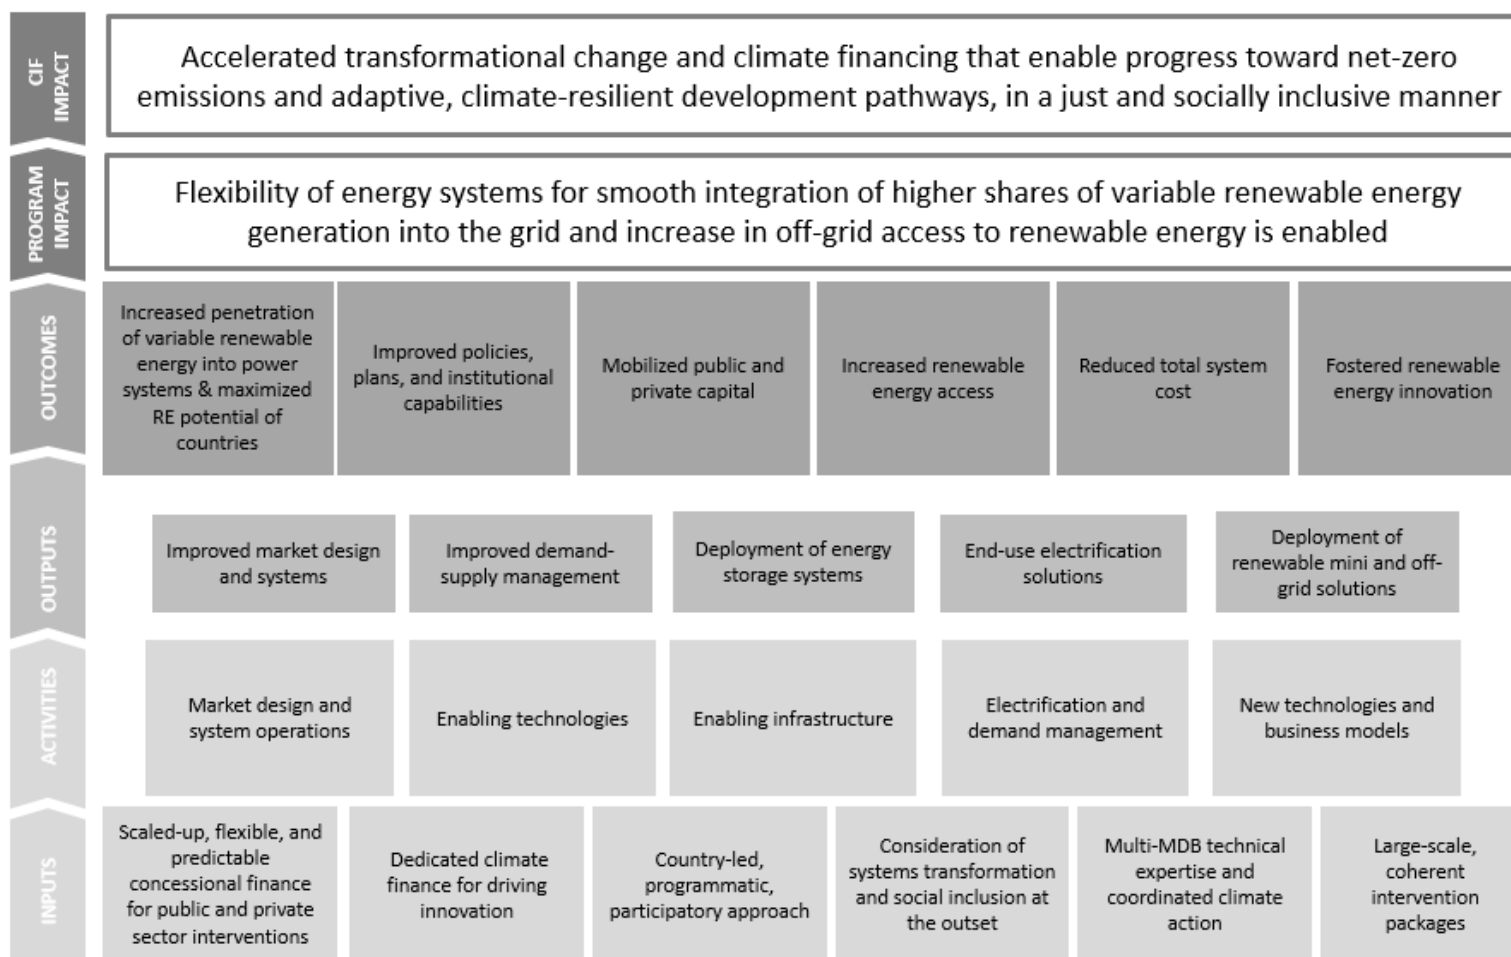 CIF
IMPACT
Accelerated transformational change and climate financing that enable progress toward net-zero
emissions and adaptive, climate-resilient development pathways, in a just and socially inclusive manner
PROGRAM
IMPACT
Flexibility of energy systems for smooth integration of higher shares of variable renewable energy
generation into the grid and increase in off-grid access to renewable energy is enabled
OUTCOMES
Increased penetration
of variable renewable
energy into power
systems & maximized
RE potential of
countries
Improved policies,
plans, and institutional
capabilities
Mobilized public and
private capital
Increased renewable
energy access
Reduced total system
cost
Fostered renewable
energy innovation
OUTPUTS
Improved market design
and systems
Improved demand-
supply management
Deployment of energy
storage systems
End-use electrification
solutions
Deployment of
renewable mini and off-
grid solutions
ACTIVITIES
Market design and
system operations
Enabling technologies
Enabling infrastructure
Electrification and
demand management
New technologies and
business models
INPUTS
Scaled-up, flexible, and
predictable
concessional finance
for public and private
sector interventions
Dedicated climate
finance for driving
innovation
Country-led,
programmatic,
participatory approach
Consideration of
systems transformation
and social inclusion at
the outset
Multi-MDB technical
expertise and
coordinated climate
action
Large-scale,
coherent
intervention
packages